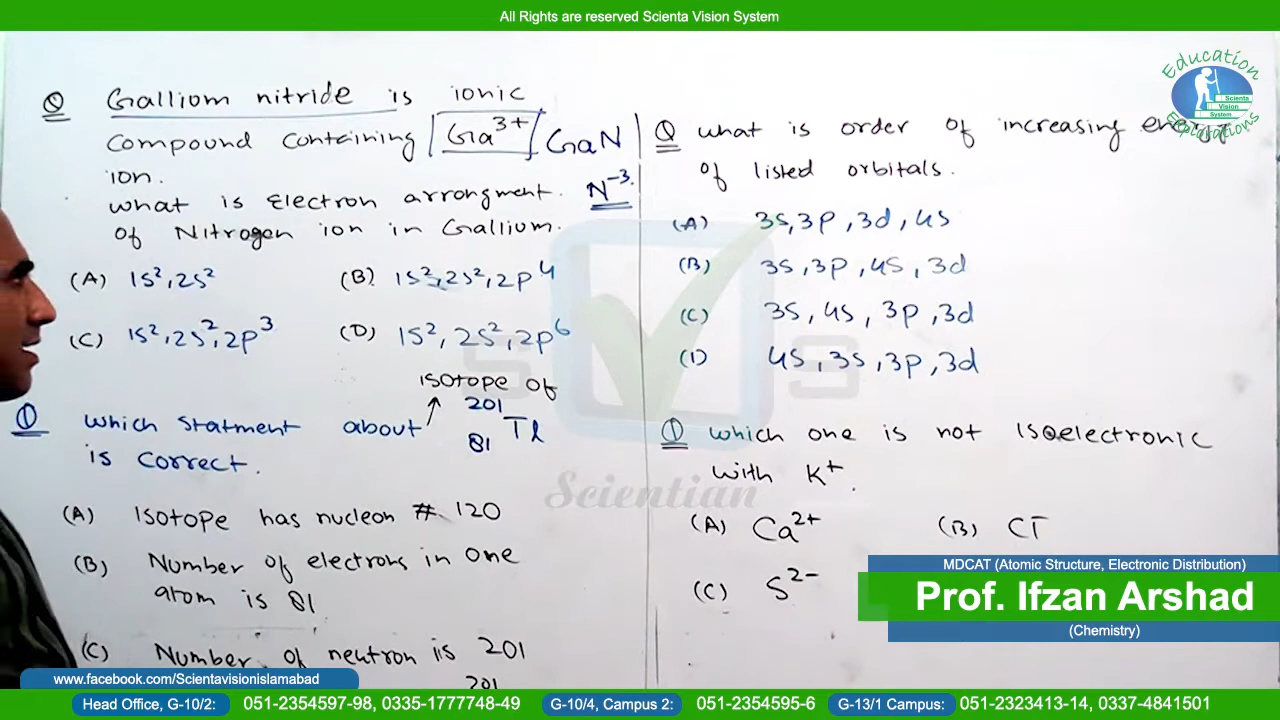 All Rights are reserved Scienta Vision System
Education
Scienta
Vision
System
Explorations
Q Gallium nitride is ionic
compound containing Ga³⁺ GaN
ion. N⁻³.
what is Electron arrongment.
of Nitrogen ion in Gallium.
(A) 1s²,2s² (B) 1s²,2s²,2p⁴
(C) 1s²,2s²,2p³ (D) 1s²,2s²,2p⁶
isotope of
Q which statment about ²⁰¹₈₁Tl
is correct.
(A) Isotope has nucleon # 120
(B) Number of electrons in one
atom is 81
(C) Number of neutron is 201
201
Q what is order of increasing energy
of listed orbitals.
(A) 3s,3p,3d,4s
(B) 3s,3p,4s,3d
(C) 3s,4s,3p,3d
(D) 4s,3s,3p,3d
Q which one is not Isoelectronic
with K⁺.
(A) Ca²⁺ (B) Cl⁻
(C) S²⁻
S S
Scientian
MDCAT (Atomic Structure, Electronic Distribution)
Prof. Ifzan Arshad
(Chemistry)
www.facebook.com/Scientavisionislamabad
Head Office, G-10/2: 051-2354597-98, 0335-1777748-49 G-10/4, Campus 2: 051-2354595-6 G-13/1 Campus: 051-2323413-14, 0337-4841501